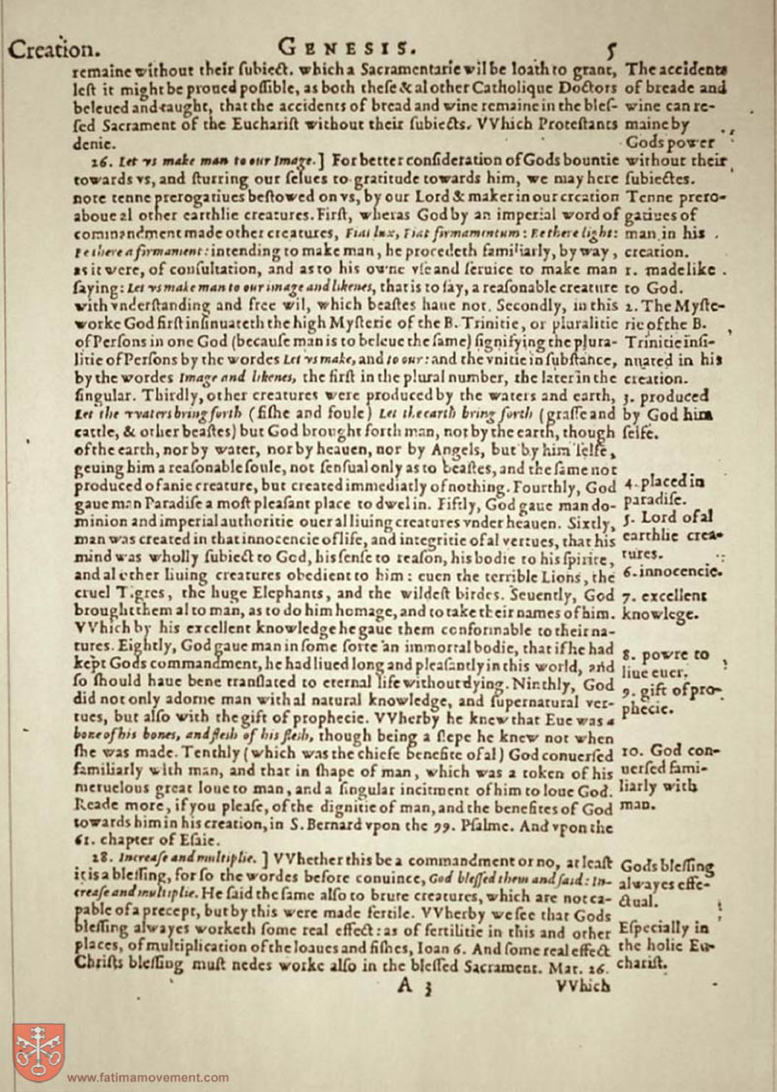 Creation. GENESIS. 5
remaine without their subiect. which a Sacramentarie wil be loath to grant,
lest it might be proued possible, as both these & al other Catholique Doctors
beleued and taught, that the accidents of bread and wine remaine in the bles-
sed Sacrament of the Eucharist without their subiects. VVhich Protestants
denie.
26. Let vs make man to our Image.] For better consideration of Gods bountie
towards vs, and sturring our selues to gratitude towards him, we may here
note tenne prerogatiues bestowed on vs, by our Lord & maker in our creation
aboue al other earthlie creatures. First, wheras God by an imperial word of
commandment made other creatures, Fiat lux, Fiat firmamentum: Be there light:
Be there a firmament: intending to make man, he procedeth familiarly, by way,
as it were, of consultation, and as to his owne vse and seruice to make man
saying: Let vs make man to our image and likenes, that is to say, a reasonable creature
with vnderstanding and free wil, which beastes haue not. Secondly, in this
worke God first insinuateth the high Mysterie of the B. Trinitie, or pluralitie
of Persons in one God (because man is to beleue the same) signifying the plura-
litie of Persons by the wordes Let vs make, and to our: and the vnitie in substance,
by the wordes Image and likenes, the first in the plural number, the later in the
singular. Thirdly, other creatures were produced by the waters and earth,
Let the vvaters bring forth (fishe and foule) Let the earth bring forth (grasse and
cattle, & other beastes) but God brought forth man, not by the earth, though
of the earth, nor by water, nor by heauen, nor by Angels, but by him selfe,
geuing him a reasonable soule, not sensual only as to beastes, and the same not
produced of anie creature, but created immediatly of nothing. Fourthly, God
gaue man Paradise a most pleasant place to dwel in. Fiftly, God gaue man do-
minion and imperial authoritie ouer al liuing creatures vnder heauen. Sixtly,
man was created in that innocencie of life, and integritie of al vertues, that his
mind was wholly subiect to God, his sense to reason, his bodie to his spirite,
and al other liuing creatures obedient to him: euen the terrible Lions, the
cruel Tigres, the huge Elephants, and the wildest birdes. Seuently, God
brought them al to man, as to do him homage, and to take their names of him.
VVhich by his excellent knowledge he gaue them conformable to their na-
tures. Eightly, God gaue man in some sorte an immortal bodie, that if he had
kept Gods commandment, he had liued long and pleasantly in this world, and
so should haue bene translated to eternal life without dying. Ninthly, God
did not only adorne man with al natural knowledge, and supernatural ver-
tues, but also with the gift of prophecie. VVherby he knew that Eue was a
bone of his bones, and flesh of his flesh, though being a slepe he knew not when
she was made. Tenthly (which was the chiefe benefite of al) God conuersed
familiarly with man, and that in shape of man, which was a token of his
meruelous great loue to man, and a singular incitment of him to loue God.
Reade more, if you please, of the dignitie of man, and the benefites of God
towards him in his creation, in S. Bernard vpon the 99. Psalme. And vpon the
61. chapter of Esaie.
28. Increase and multiplie. ] VVhether this be a commandment or no, at least
it is a blessing, for so the wordes before conuince, God blessed them and said: In-
crease and multiplie. He said the same also to brute creatures, which are not ca-
pable of a precept, but by this were made fertile. VVherby we see that Gods
blessing alwayes worketh some real effect: as of fertilitie in this and other
places, of multiplication of the loaues and fishes, Ioan 6. And some real effect
Christs blessing must nedes worke also in the blessed Sacrament. Mat. 26.
A 3 VVhich
The accidents
of breade and
wine can re-
maine by
Gods power
without their
subiectes.
Tenne prero-
gatiues of
man in his
creation.
1. made like
to God.
2. The Myste-
rie of the B.
Trinitie insi-
nuated in his
creation.
3. produced
by God him
selfe.
4. placed in
paradise.
5. Lord of al
earthlie crea-
tures.
6. innocencie.
7. excellent
knowlege.
8. powre to
liue euer.
9. gift of pro-
phecie.
10. God con-
uersed fami-
liarly with
man.
Gods blessing
alwayes effe-
ctual.
Especially in
the holie Eu-
charist.
www.fatimamovement.com